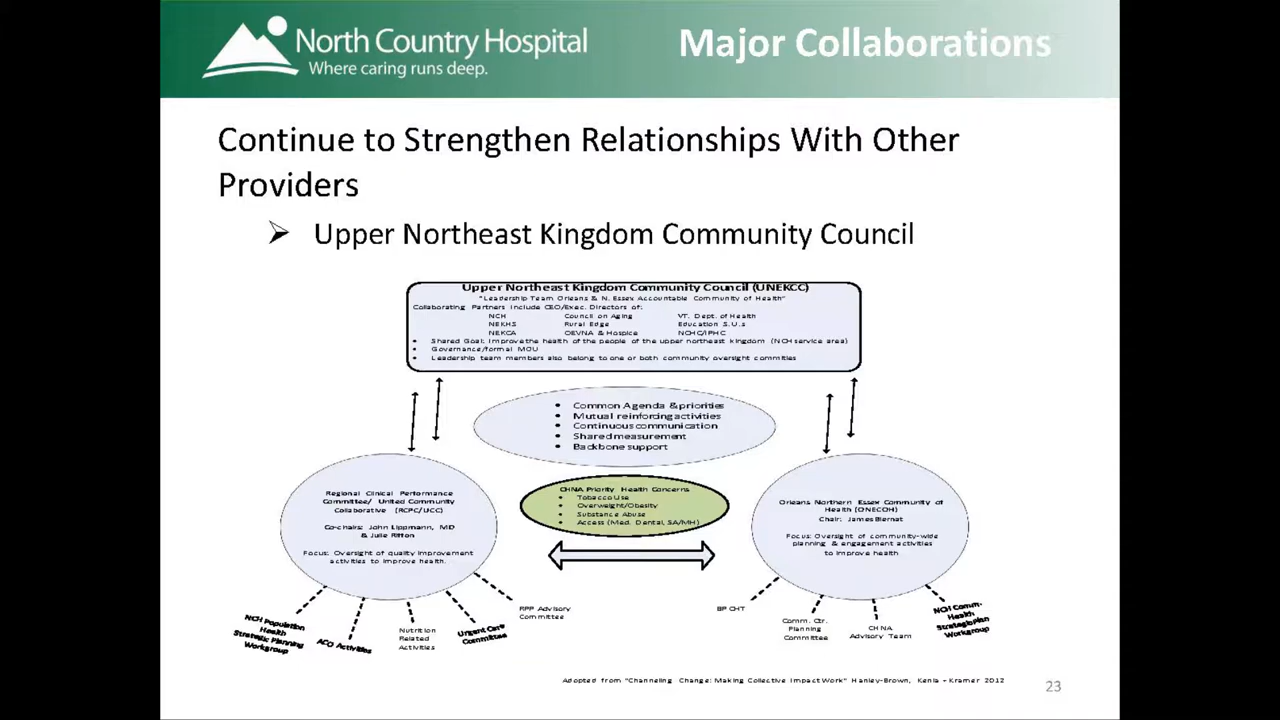 North Country Hospital
Where caring runs deep.
Major Collaborations
Continue to Strengthen Relationships With Other
Providers
Upper Northeast Kingdom Community Council
Upper Northeast Kingdom Community Council (UNEKCC)
"Leadership Team Orleans & N. Essex Accountable Community of Health"
Collaborating Partners Include CEO/Exec. Directors of:
NCH Council on Aging VT. Dept. of Health
NEKHS Rural Edge Education S.U.s
NEKCA OEVNA & Hospice NCHC/IPHC
• Shared Goal: Improve the health of the people of the upper northeast kingdom (NCH service area)
• Governance/formal MOU
• Leadership team members also belong to one or both community oversight committees
• Common Agenda & priorities
• Mutual reinforcing activities
• Continuous communication
• Shared measurement
• Backbone support
CHNA Priority Health Concerns
• Tobacco Use
• Overweight/Obesity
• Substance Abuse
• Access (Med. Dental, SA/MH)
Regional Clinical Performance
Committee/ United Community
Collaborative (RCPC/UCC)
Co-chairs: John Lippmann, MD
& Julie Riffon
Focus: Oversight of quality improvement
activities to improve health.
Orleans Northern Essex Community of
Health (ONECOH)
Chair: James Biernat
Focus: Oversight of community-wide
planning & engagement activities
to improve health
NCH Population
Health
Strategic Planning
Workgroup
ACO Activities
Nutrition
Related
Activities
Urgent Care
Committee
RPP Advisory
Committee
BP CHT
Comm. Ctr.
Planning
Committee
CHNA
Advisory Team
NCH Comm-
Health
Strategic Plan
Workgroup
Adopted from "Channeling Change: Making Collective Impact Work" Hanley-Brown, Kania + Kramer 2012
23